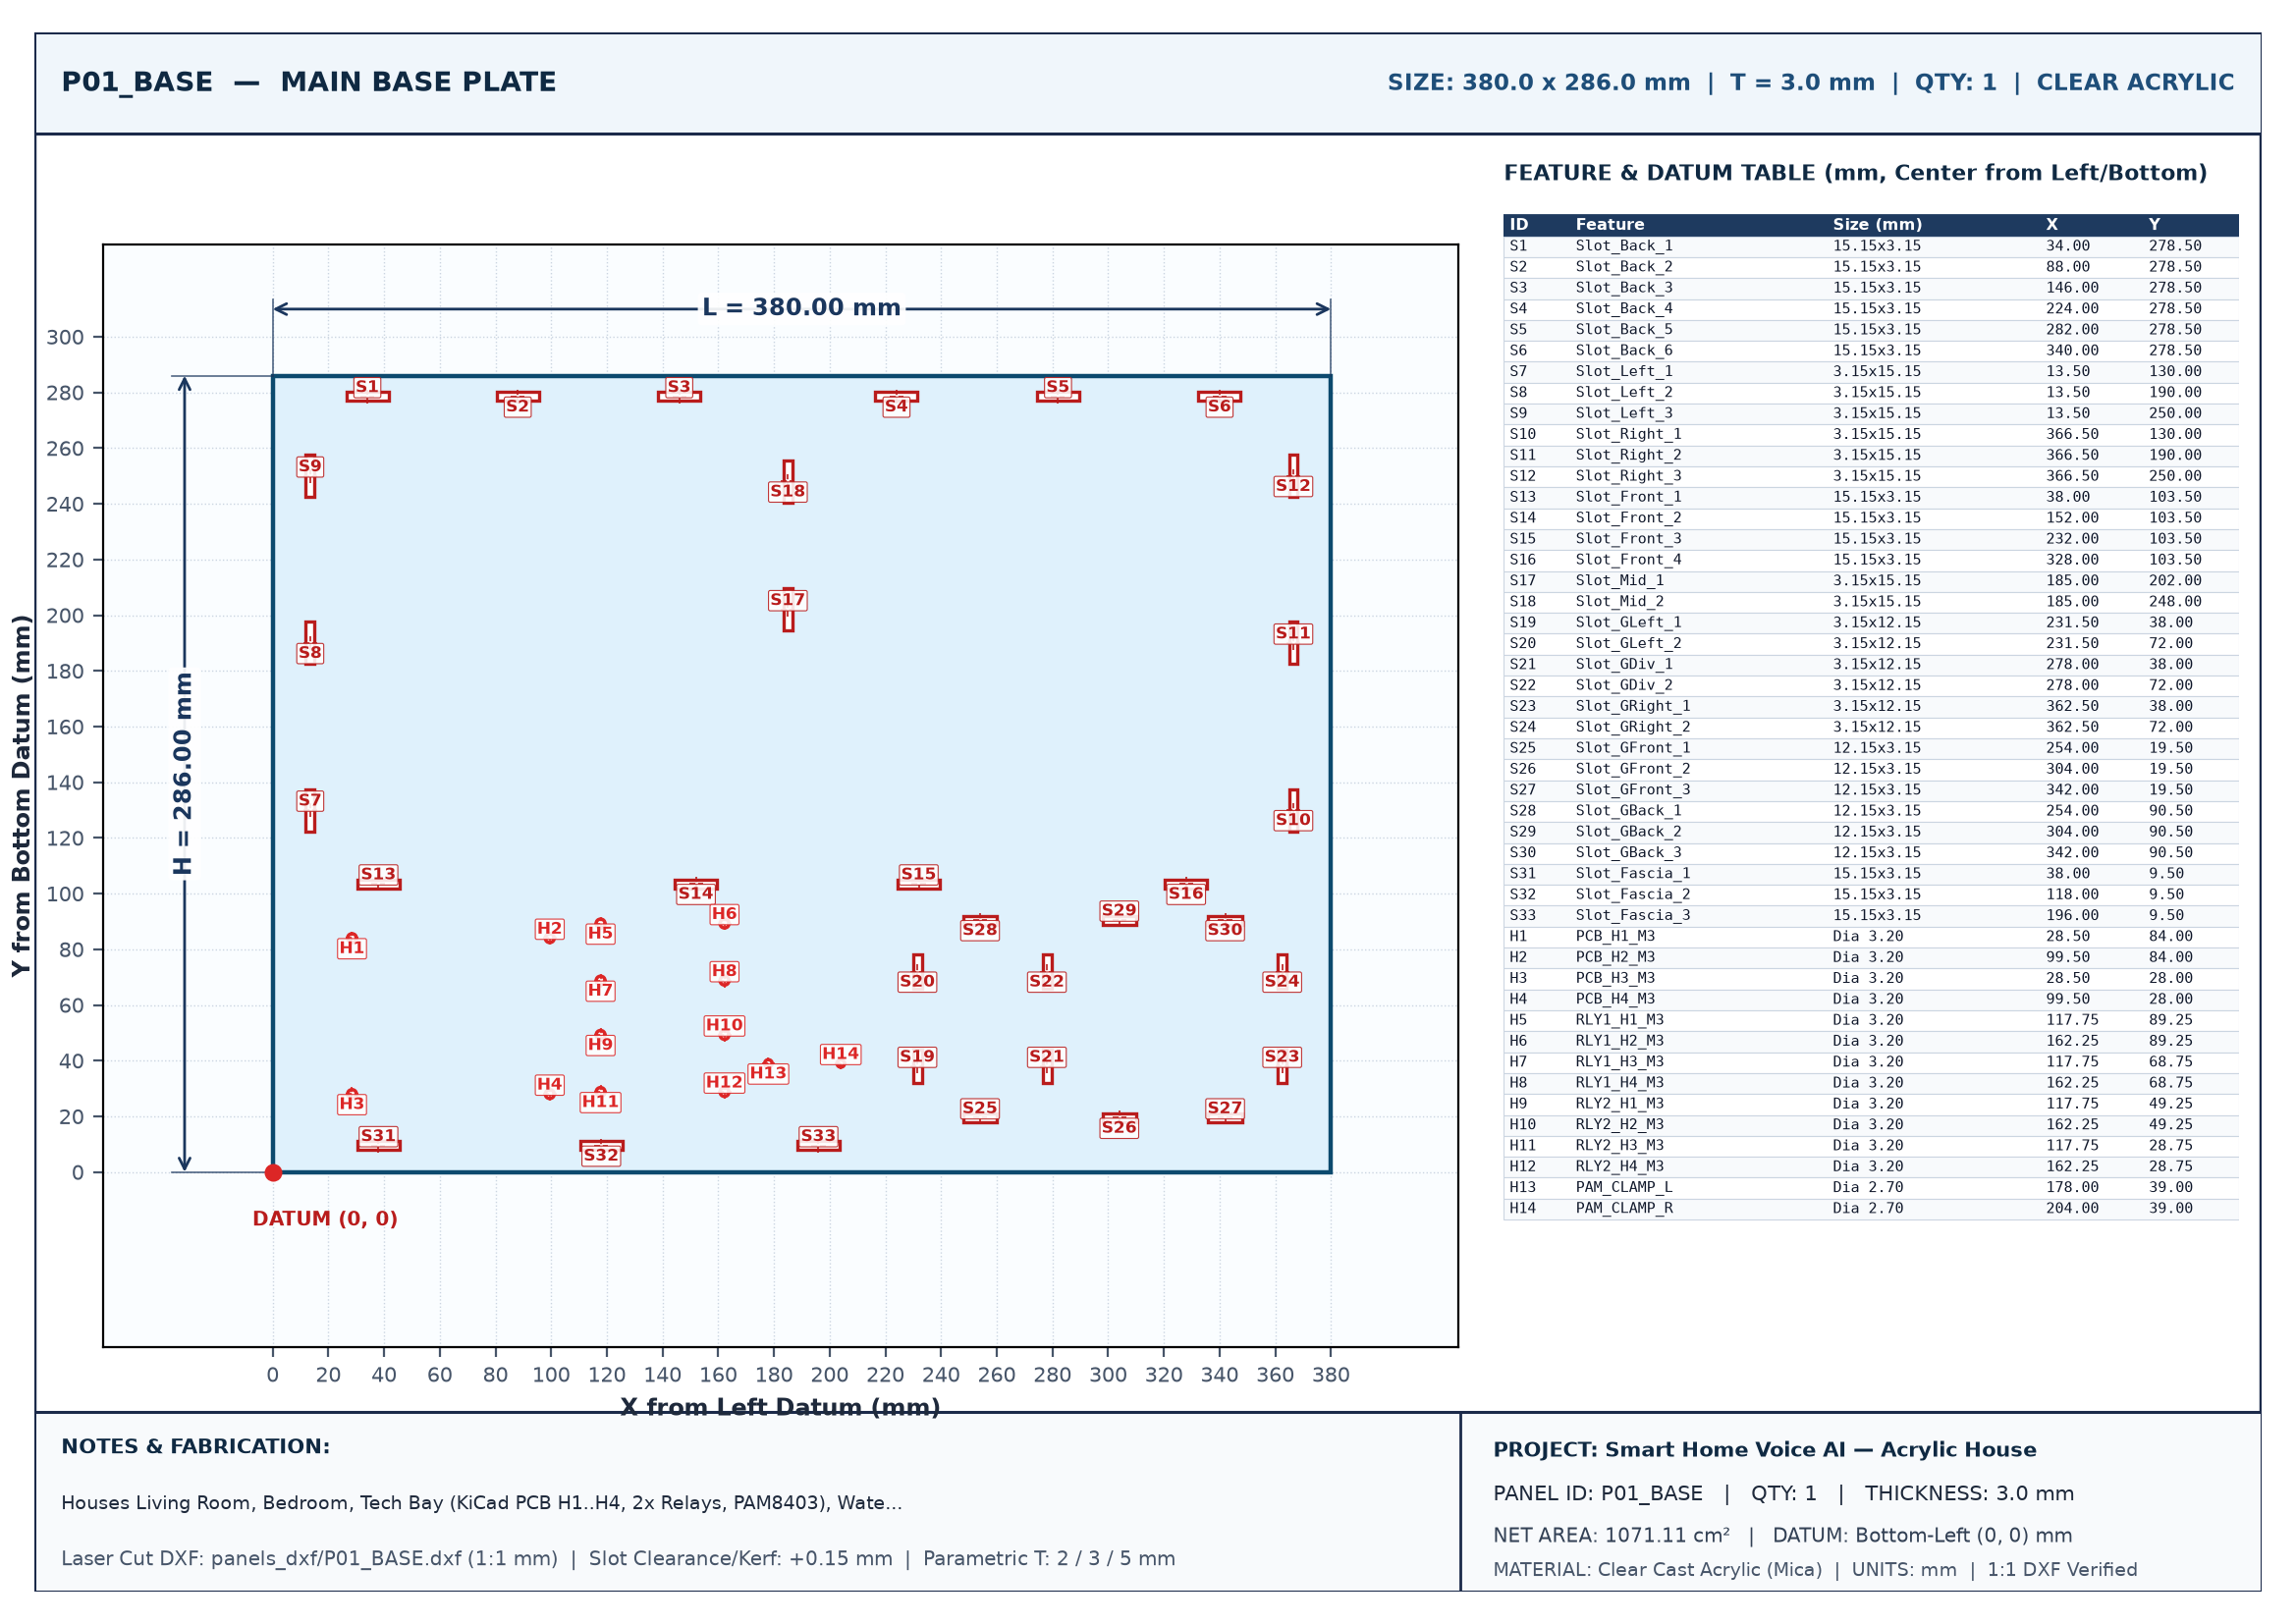 P01_BASE — MAIN BASE PLATE
SIZE: 380.0 x 286.0 mm | T = 3.0 mm | QTY: 1 | CLEAR ACRYLIC
FEATURE & DATUM TABLE (mm, Center from Left/Bottom)
ID Feature Size (mm) X Y
S1 Slot_Back_1 15.15x3.15 34.00 278.50
S2 Slot_Back_2 15.15x3.15 88.00 278.50
S3 Slot_Back_3 15.15x3.15 146.00 278.50
S4 Slot_Back_4 15.15x3.15 224.00 278.50
S5 Slot_Back_5 15.15x3.15 282.00 278.50
S6 Slot_Back_6 15.15x3.15 340.00 278.50
S7 Slot_Left_1 3.15x15.15 13.50 130.00
S8 Slot_Left_2 3.15x15.15 13.50 190.00
S9 Slot_Left_3 3.15x15.15 13.50 250.00
S10 Slot_Right_1 3.15x15.15 366.50 130.00
S11 Slot_Right_2 3.15x15.15 366.50 190.00
S12 Slot_Right_3 3.15x15.15 366.50 250.00
S13 Slot_Front_1 15.15x3.15 38.00 103.50
S14 Slot_Front_2 15.15x3.15 152.00 103.50
S15 Slot_Front_3 15.15x3.15 232.00 103.50
S16 Slot_Front_4 15.15x3.15 328.00 103.50
S17 Slot_Mid_1 3.15x15.15 185.00 202.00
S18 Slot_Mid_2 3.15x15.15 185.00 248.00
S19 Slot_GLeft_1 3.15x12.15 231.50 38.00
S20 Slot_GLeft_2 3.15x12.15 231.50 72.00
S21 Slot_GDiv_1 3.15x12.15 278.00 38.00
S22 Slot_GDiv_2 3.15x12.15 278.00 72.00
S23 Slot_GRight_1 3.15x12.15 362.50 38.00
S24 Slot_GRight_2 3.15x12.15 362.50 72.00
S25 Slot_GFront_1 12.15x3.15 254.00 19.50
S26 Slot_GFront_2 12.15x3.15 304.00 19.50
S27 Slot_GFront_3 12.15x3.15 342.00 19.50
S28 Slot_GBack_1 12.15x3.15 254.00 90.50
S29 Slot_GBack_2 12.15x3.15 304.00 90.50
S30 Slot_GBack_3 12.15x3.15 342.00 90.50
S31 Slot_Fascia_1 15.15x3.15 38.00 9.50
S32 Slot_Fascia_2 15.15x3.15 118.00 9.50
S33 Slot_Fascia_3 15.15x3.15 196.00 9.50
H1 PCB_H1_M3 Dia 3.20 28.50 84.00
H2 PCB_H2_M3 Dia 3.20 99.50 84.00
H3 PCB_H3_M3 Dia 3.20 28.50 28.00
H4 PCB_H4_M3 Dia 3.20 99.50 28.00
H5 RLY1_H1_M3 Dia 3.20 117.75 89.25
H6 RLY1_H2_M3 Dia 3.20 162.25 89.25
H7 RLY1_H3_M3 Dia 3.20 117.75 68.75
H8 RLY1_H4_M3 Dia 3.20 162.25 68.75
H9 RLY2_H1_M3 Dia 3.20 117.75 49.25
H10 RLY2_H2_M3 Dia 3.20 162.25 49.25
H11 RLY2_H3_M3 Dia 3.20 117.75 28.75
H12 RLY2_H4_M3 Dia 3.20 162.25 28.75
H13 PAM_CLAMP_L Dia 2.70 178.00 39.00
H14 PAM_CLAMP_R Dia 2.70 204.00 39.00
L = 380.00 mm
H = 286.00 mm
Y from Bottom Datum (mm)
300
280
260
240
220
200
180
160
140
120
100
80
60
40
20
0
S1 S3 S5
S2 S4 S6
S9 S18 S12
S17
S8 S11
S7 S10
S13 S15
S14 S16
H6 S29
H1 H2 H5 S28 S30
H8
H7 S20 S22 S24
H10
H9 H14 S19 S21 S23
H13
H4 H12
H3 H11 S25 S27
S26
S31 S33
S32
DATUM (0, 0)
0 20 40 60 80 100 120 140 160 180 200 220 240 260 280 300 320 340 360 380
X from Left Datum (mm)
NOTES & FABRICATION:
Houses Living Room, Bedroom, Tech Bay (KiCad PCB H1..H4, 2x Relays, PAM8403), Wate...
Laser Cut DXF: panels_dxf/P01_BASE.dxf (1:1 mm) | Slot Clearance/Kerf: +0.15 mm | Parametric T: 2 / 3 / 5 mm
PROJECT: Smart Home Voice AI — Acrylic House
PANEL ID: P01_BASE | QTY: 1 | THICKNESS: 3.0 mm
NET AREA: 1071.11 cm² | DATUM: Bottom-Left (0, 0) mm
MATERIAL: Clear Cast Acrylic (Mica) | UNITS: mm | 1:1 DXF Verified